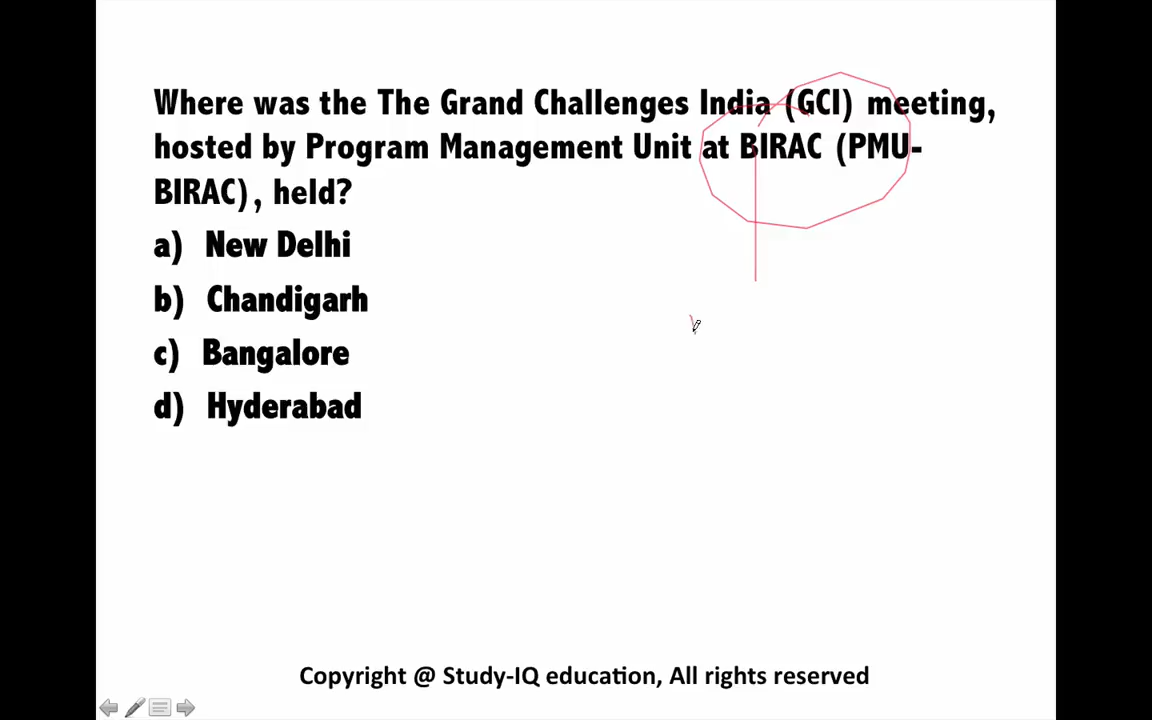 Where was the The Grand Challenges India (GCI) meeting,
hosted by Program Management Unit at BIRAC (PMU-
BIRAC), held?
a) New Delhi
b) Chandigarh
c) Bangalore
d) Hyderabad
Copyright @ Study-IQ education, All rights reserved